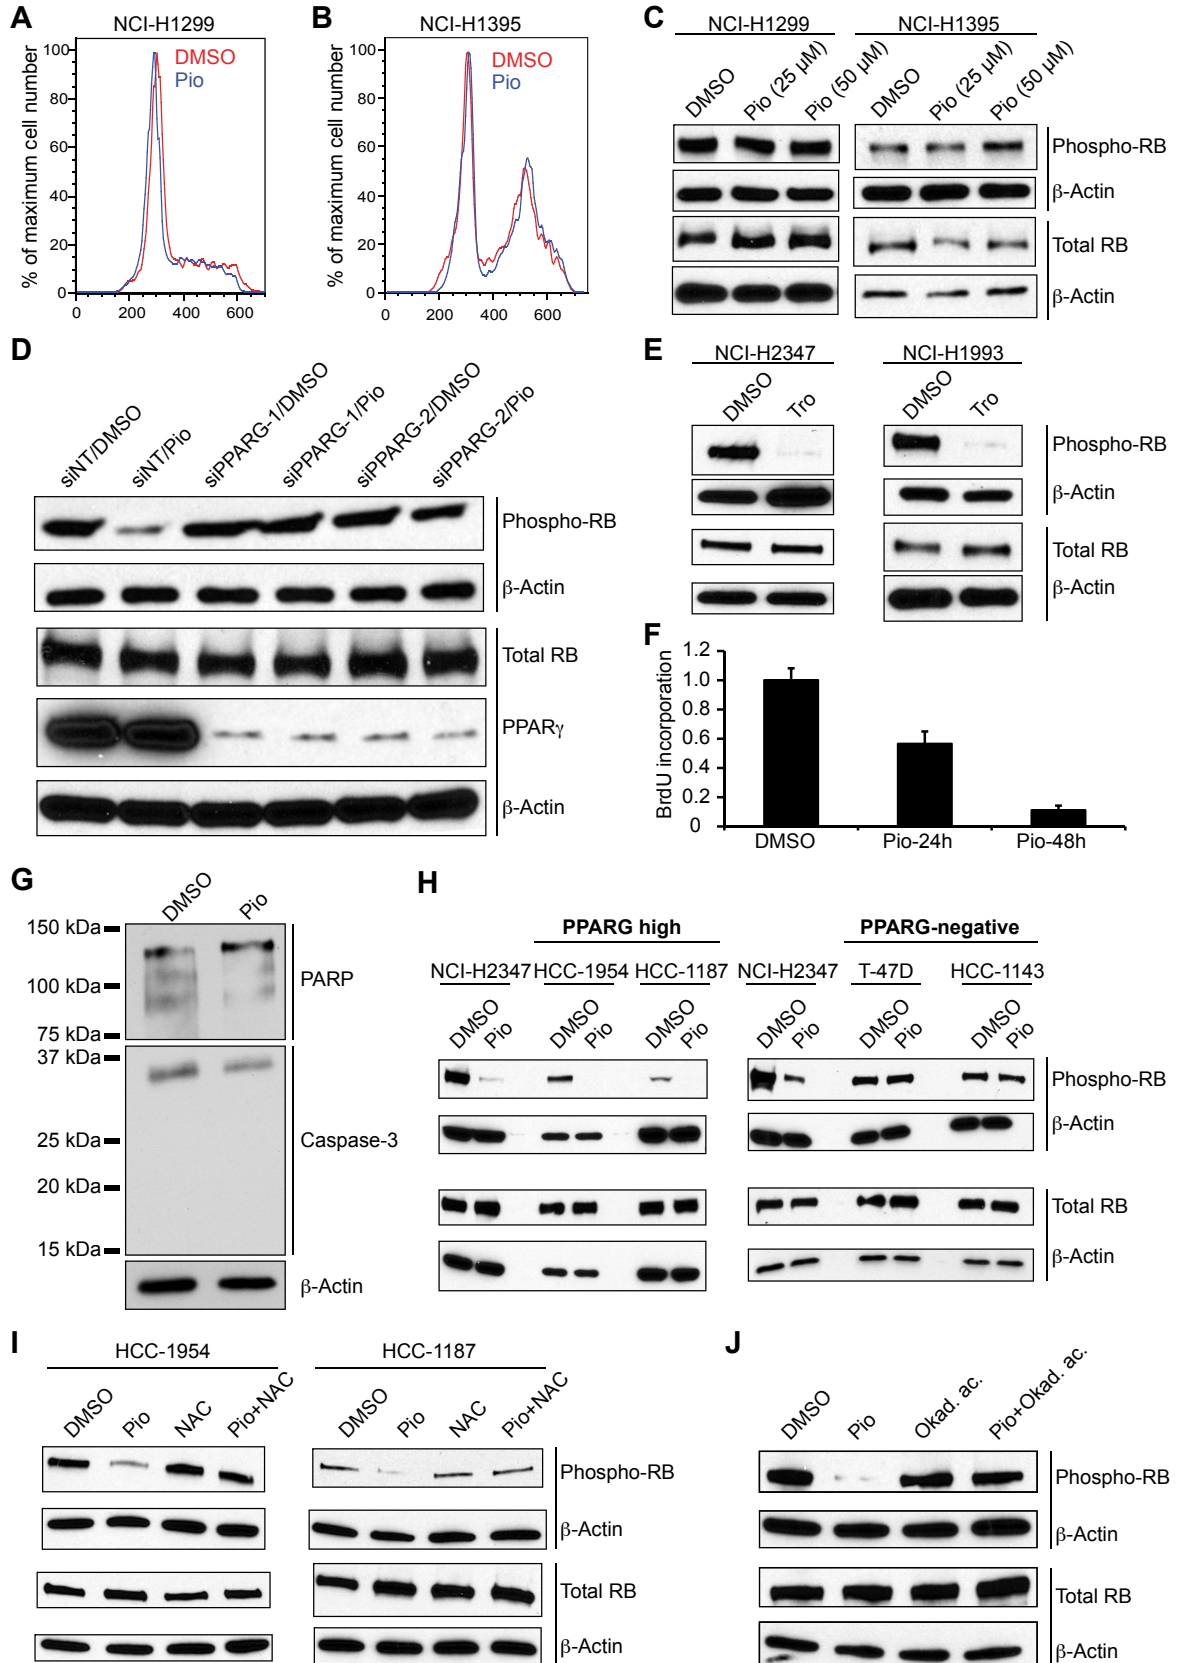 A
NCI-H1299
% of maximum cell number
100
80
60
40
20
0
DMSO
Pio
0 200 400 600
B
NCI-H1395
% of maximum cell number
100
80
60
40
20
0
DMSO
Pio
0 200 400 600
C
NCI-H1299 NCI-H1395
DMSO Pio (25 µM) Pio (50 µM) DMSO Pio (25 µM) Pio (50 µM)
Phospho-RB
β-Actin
Total RB
β-Actin
D
siNT/DMSO siNT/Pio siPPARG-1/DMSO siPPARG-1/Pio siPPARG-2/DMSO siPPARG-2/Pio
Phospho-RB
β-Actin
Total RB
PPARγ
β-Actin
E
NCI-H2347 NCI-H1993
DMSO Tro DMSO Tro
Phospho-RB
β-Actin
Total RB
β-Actin
F
BrdU incorporation
1.2
1.0
0.8
0.6
0.4
0.2
0
DMSO Pio-24h Pio-48h
G
DMSO Pio
150 kDa
100 kDa
75 kDa
PARP
37 kDa
25 kDa
20 kDa
15 kDa
Caspase-3
β-Actin
H
PPARG high PPARG-negative
NCI-H2347 HCC-1954 HCC-1187 NCI-H2347 T-47D HCC-1143
DMSO Pio DMSO Pio DMSO Pio DMSO Pio DMSO Pio DMSO Pio
Phospho-RB
β-Actin
Total RB
β-Actin
I
HCC-1954 HCC-1187
DMSO Pio NAC Pio+NAC DMSO Pio NAC Pio+NAC
Phospho-RB
β-Actin
Total RB
β-Actin
J
DMSO Pio Okad. ac. Pio+Okad. ac.
Phospho-RB
β-Actin
Total RB
β-Actin